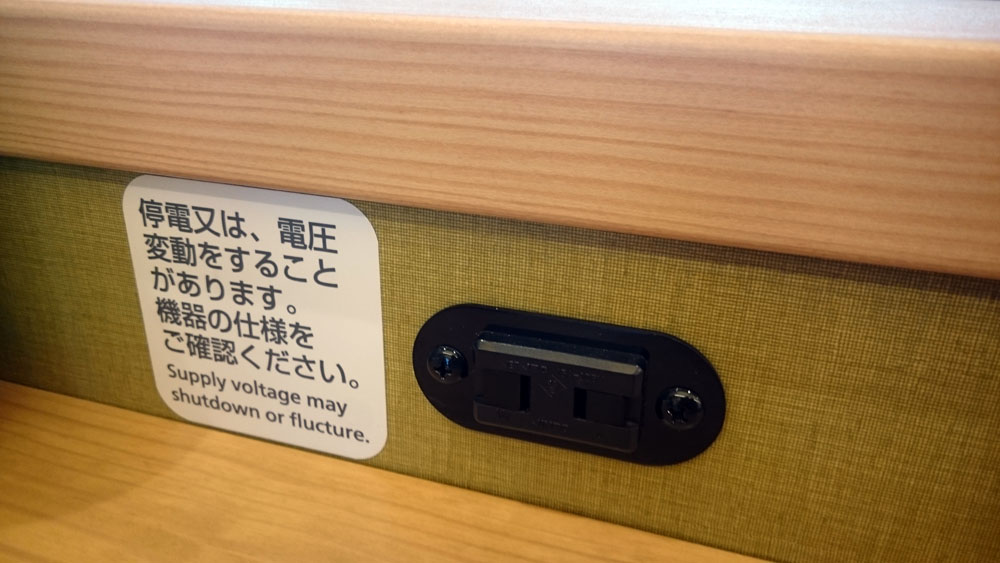 停電又は、電圧
変動をすること
があります。
機器の仕様を
ご確認ください。
Supply voltage may
shutdown or flucture.